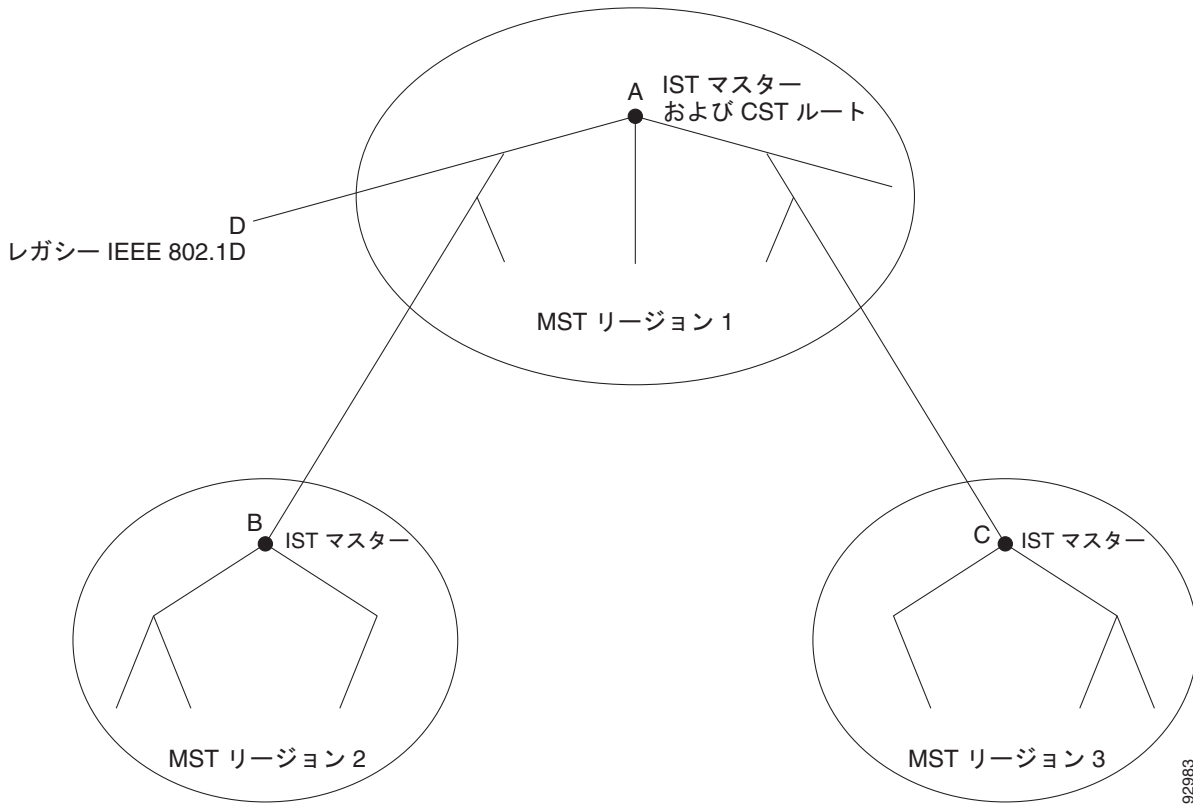 A
IST マスター
および CST ルート
D
レガシー IEEE 802.1D
MST リージョン 1
B
IST マスター
C
IST マスター
MST リージョン 2
MST リージョン 3
92983